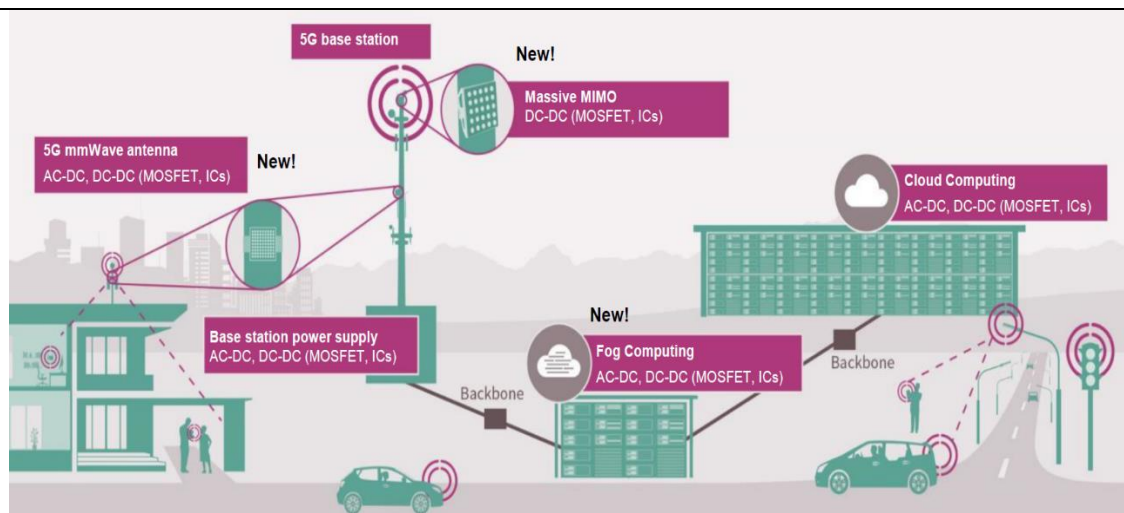 5G base station
New!
Massive MIMO
DC-DC (MOSFET, ICs)
5G mmWave antenna
AC-DC, DC-DC (MOSFET, ICs)
New!
Cloud Computing
AC-DC, DC-DC (MOSFET, ICs)
Base station power supply
AC-DC, DC-DC (MOSFET, ICs)
New!
Fog Computing
AC-DC, DC-DC (MOSFET, ICs)
Backbone
Backbone